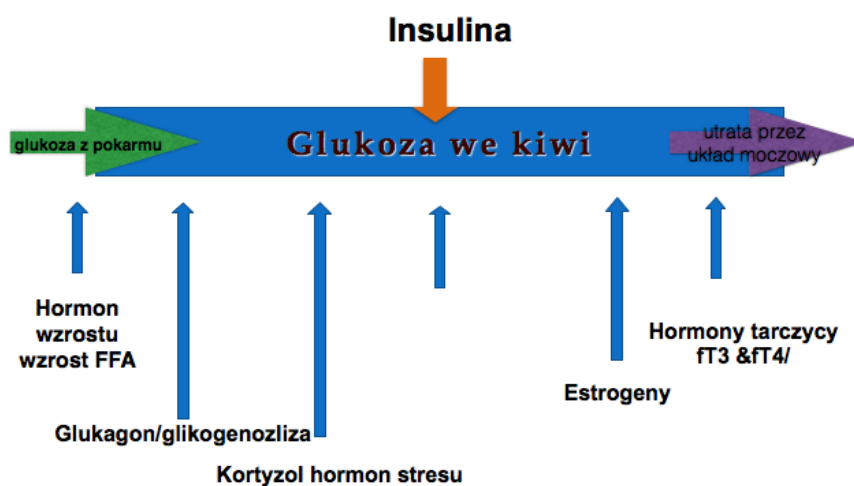 Insulina
glukoza z pokarmu
Glukoza we kiwi
utrata przez
układ moczowy
Hormon
wzrostu
wzrost FFA
Hormony tarczycy
fT3 &fT4/
Estrogeny
Glukagon/glikogenozliza
Kortyzol hormon stresu